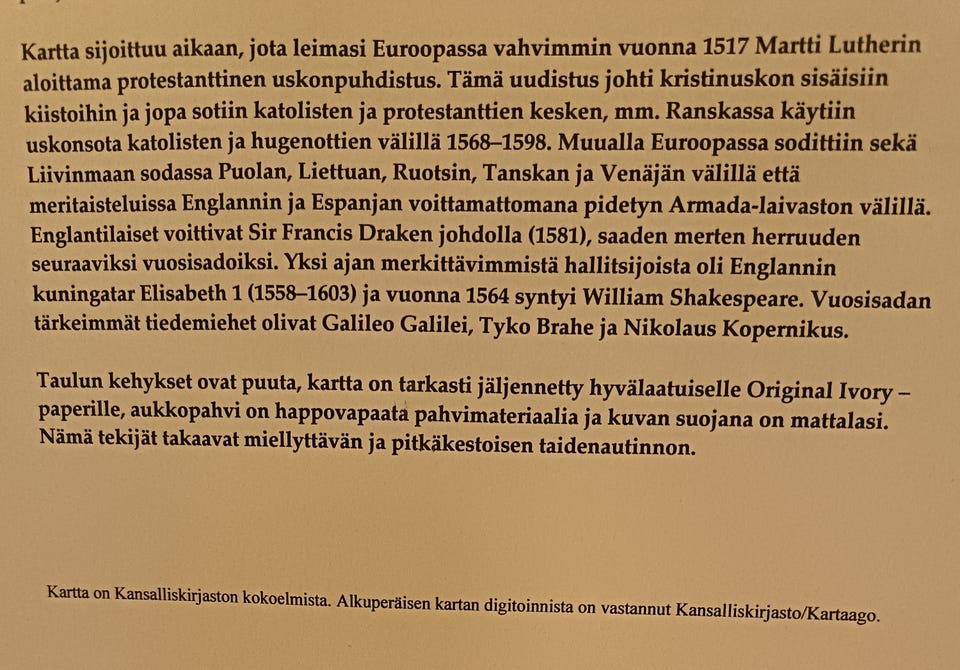 Kartta sijoittuu aikaan, jota leimasi Euroopassa vahvimmin vuonna 1517 Martti Lutherin
aloittama protestanttinen uskonpuhdistus. Tämä uudistus johti kristinuskon sisäisiin
kiistoihin ja jopa sotiin katolisten ja protestanttien kesken, mm. Ranskassa käytiin
uskonsota katolisten ja hugenottien välillä 1568–1598. Muualla Euroopassa sodittiin sekä
Liivinmaan sodassa Puolan, Liettuan, Ruotsin, Tanskan ja Venäjän välillä että
meritaisteluissa Englannin ja Espanjan voittamattomana pidetyn Armada-laivaston välillä.
Englantilaiset voittivat Sir Francis Draken johdolla (1581), saaden merten herruuden
seuraaviksi vuosisadoiksi. Yksi ajan merkittävimmistä hallitsijoista oli Englannin
kuningatar Elisabeth 1 (1558–1603) ja vuonna 1564 syntyi William Shakespeare. Vuosisadan
tärkeimmät tiedemiehet olivat Galileo Galilei, Tyko Brahe ja Nikolaus Kopernikus.
Taulun kehykset ovat puuta, kartta on tarkasti jäljennetty hyvälaatuiselle Original Ivory –
paperille, aukkopahvi on happovapaata pahvimateriaalia ja kuvan suojana on mattalasi.
Nämä tekijät takaavat miellyttävän ja pitkäkestoisen taidenautinnon.
Kartta on Kansalliskirjaston kokoelmista. Alkuperäisen kartan digitoinnista on vastannut Kansalliskirjasto/Kartaago.